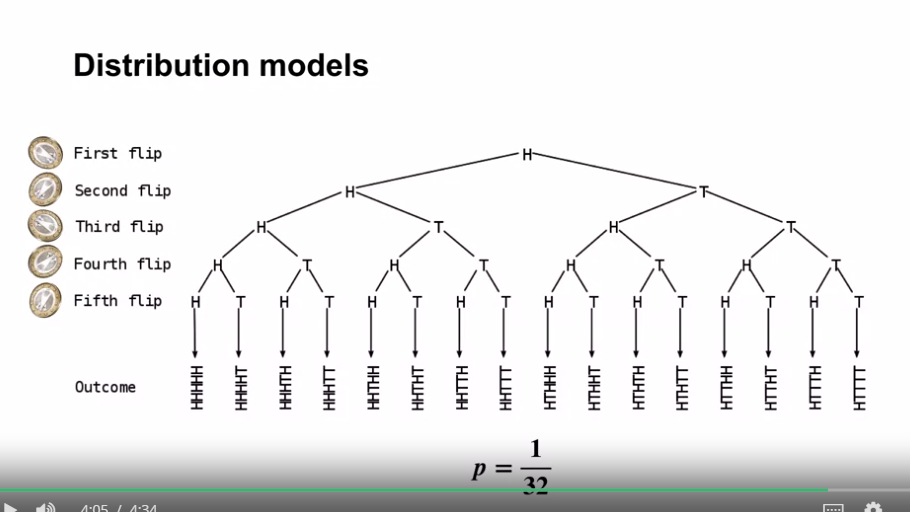 Distribution models
First flip
H
Second flip
H T
Third flip
H T H T
Fourth flip
H T H T H T H T
Fifth flip
H T H T H T H T H T H T H T H T
Outcome
HHHHH HHHHT HHHTH HHHTT HHTHH HHTHT HHTTH HHTTT HTHHH HTHHT HTHTH HTHTT HTTHH HTTHT HTTTH HTTTT
p = 1/32
4:05 / 4:34